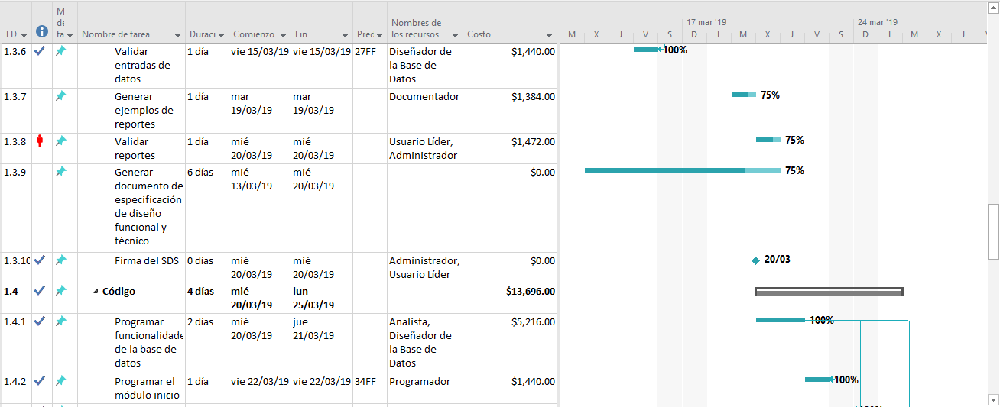 M
de
ED' ta Nombre de tarea Duraci Comienzo Fin Prec Nombres de los recursos Costo
17 mar '19 24 mar '19
M X J V S D L M X J V S D L M X J V
1.3.6 Validar entradas de datos 1 día vie 15/03/19 vie 15/03/19 27FF Diseñador de la Base de Datos $1,440.00 100%
1.3.7 Generar ejemplos de reportes 1 día mar 19/03/19 mar 19/03/19 Documentador $1,384.00 75%
1.3.8 Validar reportes 1 día mié 20/03/19 mié 20/03/19 Usuario Líder, Administrador $1,472.00 75%
1.3.9 Generar documento de especificación de diseño funcional y técnico 6 días mié 13/03/19 mié 20/03/19 $0.00 75%
1.3.10 Firma del SDS 0 días mié 20/03/19 mié 20/03/19 Administrador, Usuario Líder $0.00 20/03
1.4 Código 4 días mié 20/03/19 lun 25/03/19 $13,696.00
1.4.1 Programar funcionalidade de la base de datos 2 días mié 20/03/19 jue 21/03/19 Analista, Diseñador de la Base de Datos $5,216.00 100%
1.4.2 Programar el módulo inicio 1 día vie 22/03/19 vie 22/03/19 34FF Programador $1,440.00 100%